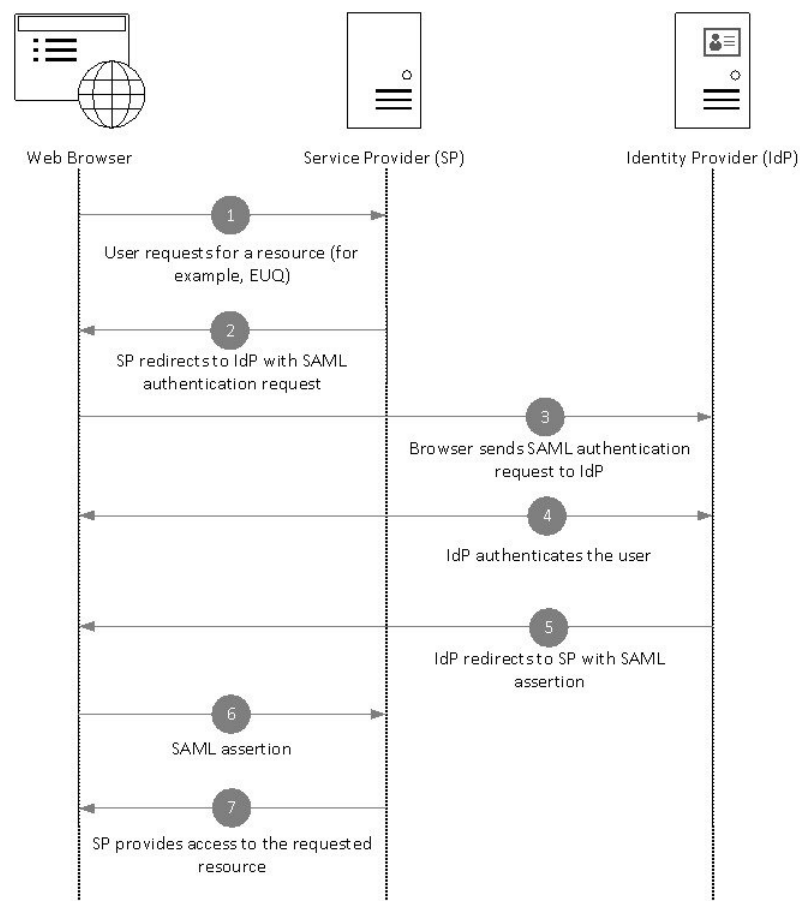 Web Browser
Service Provider (SP)
Identity Provider (IdP)
1
User requests for a resource (for
example, EUQ)
2
SP redirects to IdP with SAML
authentication request
3
Browser sends SAML authentication
request to IdP
4
IdP authenticates the user
5
IdP redirects to SP with SAML
assertion
6
SAML assertion
7
SP provides access to the requested
resource